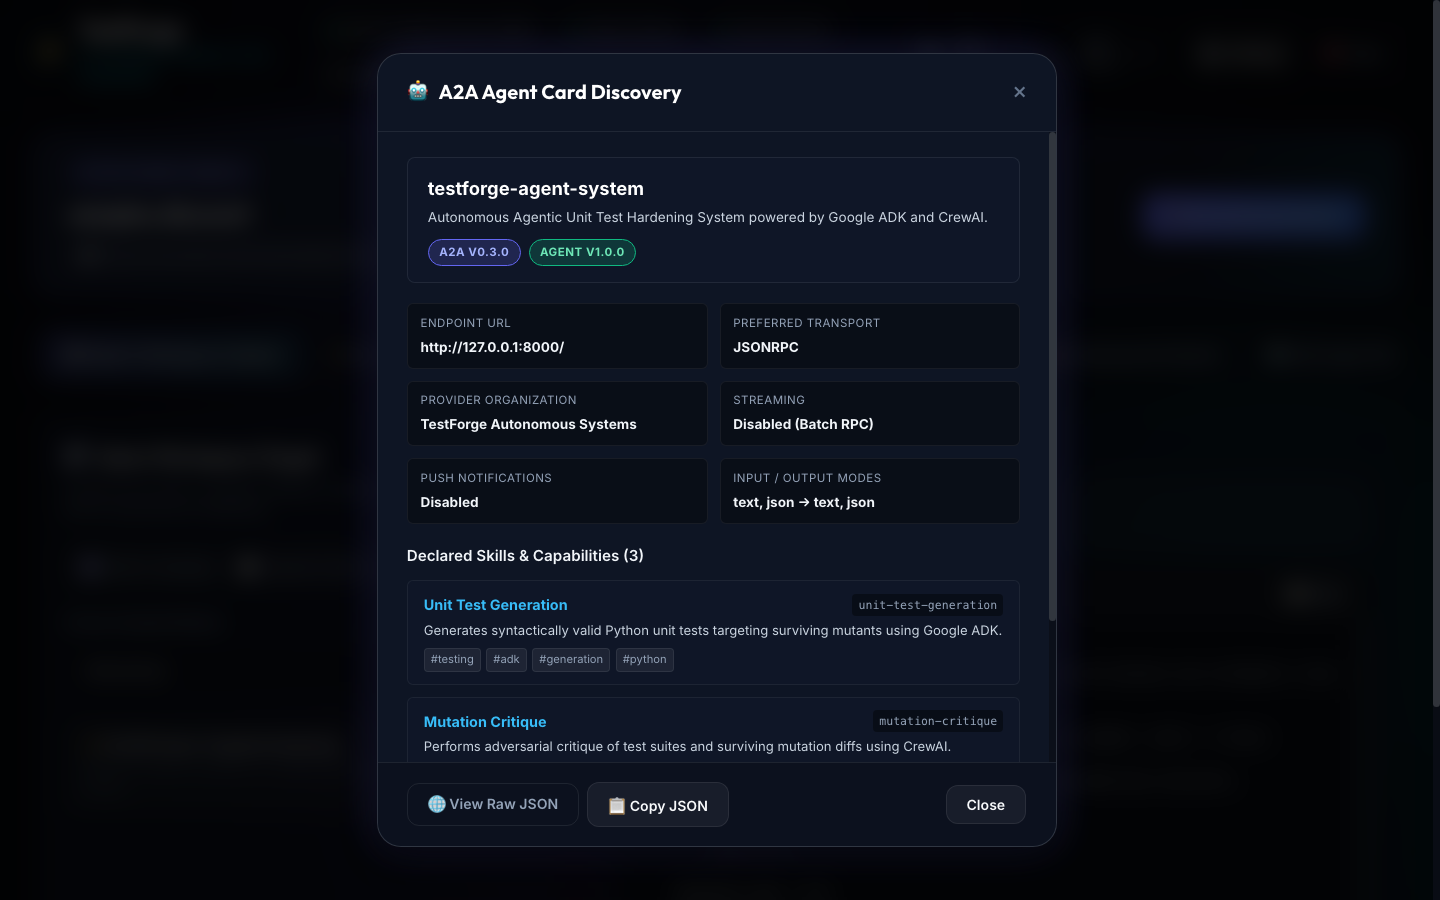 A2A Agent Card Discovery
×
testforge-agent-system
Autonomous Agentic Unit Test Hardening System powered by Google ADK and CrewAI.
A2A V0.3.0 AGENT V1.0.0
ENDPOINT URL
http://127.0.0.1:8000/
PREFERRED TRANSPORT
JSONRPC
PROVIDER ORGANIZATION
TestForge Autonomous Systems
STREAMING
Disabled (Batch RPC)
PUSH NOTIFICATIONS
Disabled
INPUT / OUTPUT MODES
text, json → text, json
Declared Skills & Capabilities (3)
Unit Test Generation unit-test-generation
Generates syntactically valid Python unit tests targeting surviving mutants using Google ADK.
#testing #adk #generation #python
Mutation Critique mutation-critique
Performs adversarial critique of test suites and surviving mutation diffs using CrewAI.
View Raw JSON Copy JSON Close